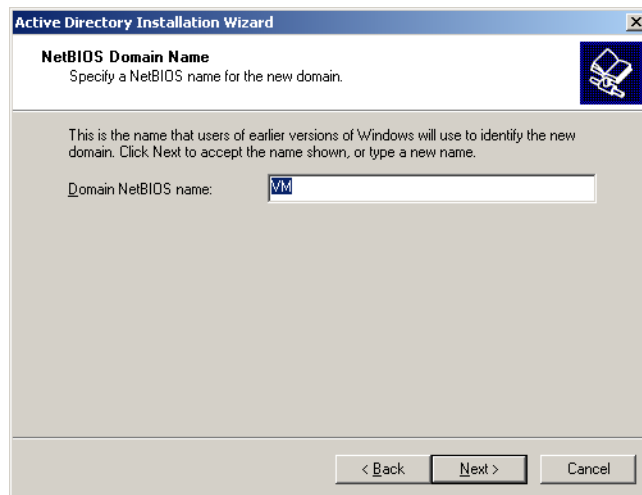 Active Directory Installation Wizard
NetBIOS Domain Name
Specify a NetBIOS name for the new domain.
This is the name that users of earlier versions of Windows will use to identify the new
domain. Click Next to accept the name shown, or type a new name.
Domain NetBIOS name: VM
< Back Next > Cancel